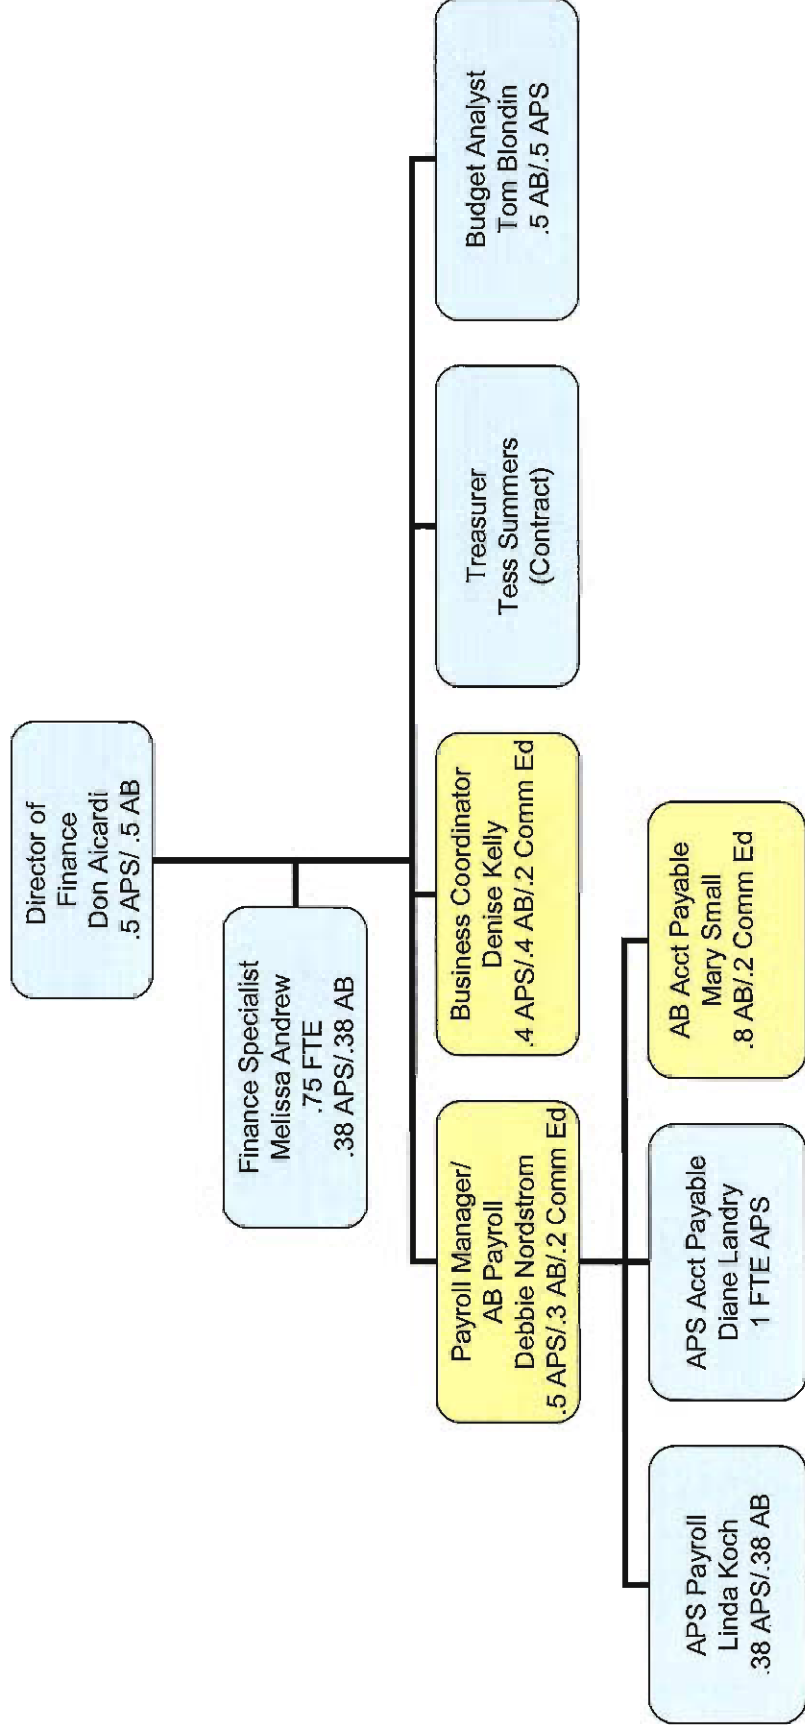 Director of
Finance
Don Aicardi
.5 APS/ .5 AB
Finance Specialist
Melissa Andrew
.75 FTE
.38 APS/.38 AB
Payroll Manager/
AB Payroll
Debbie Nordstrom
.5 APS/.3 AB/.2 Comm Ed
Business Coordinator
Denise Kelly
.4 APS/.4 AB/.2 Comm Ed
Treasurer
Tess Summers
(Contract)
Budget Analyst
Tom Blondin
.5 AB/.5 APS
APS Payroll
Linda Koch
.38 APS/.38 AB
APS Acct Payable
Diane Landry
1 FTE APS
AB Acct Payable
Mary Small
.8 AB/.2 Comm Ed